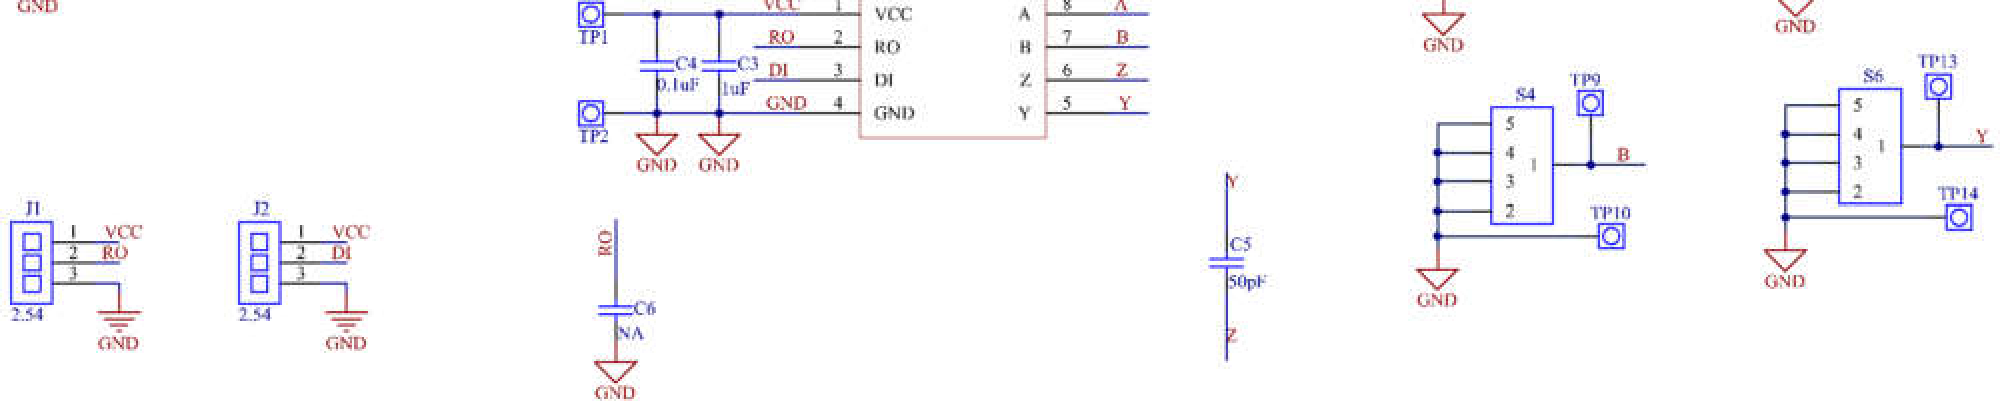 GND
TP1
VCC 1 VCC
RO 2 RO
DI 3 DI
GND 4 GND
TP2
C4
0.1uF
C3
1uF
GND
GND
A 8 A
B 7 B
Z 6 Z
Y 5 Y
GND
GND
J1
1 VCC
2 RO
3
2.54
GND
J2
1 VCC
2 DI
3
2.54
GND
RO
C6
NA
GND
Y
C5
50pF
Z
S4
5
4
3
2
1
TP9
B
TP10
GND
S6
5
4
3
2
1
TP13
Y
TP14
GND